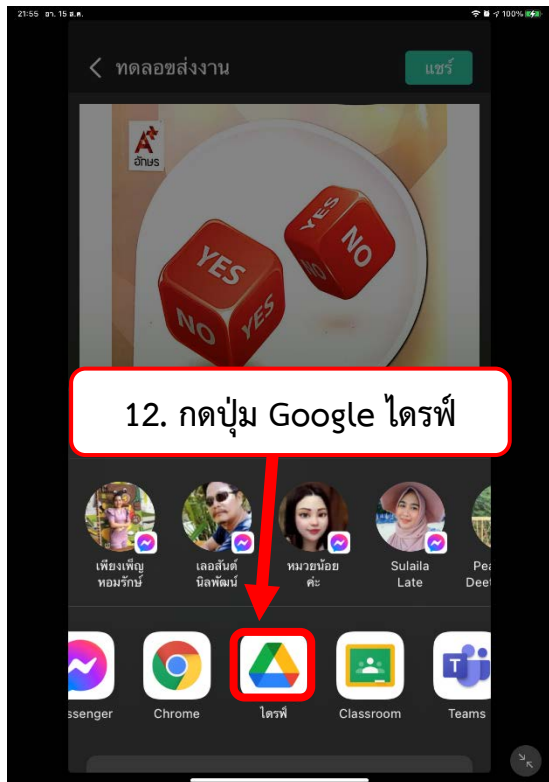 21:55 อา. 15 ส.ค.
100%
ทดลอฃส่งงาน
แชร์
อักษร
YES
NO
YES
YES
NO
NO
12. กดปุ่ม Google ไดรฟ์
เพียงเพ็ญ
หอมรักษ์
เลอสันต์
นิลพัฒน์
หมวยน้อย
ค่ะ
Sulaila
Late
Pea
Deet
ssenger
Chrome
ไดรฟ์
Classroom
Teams